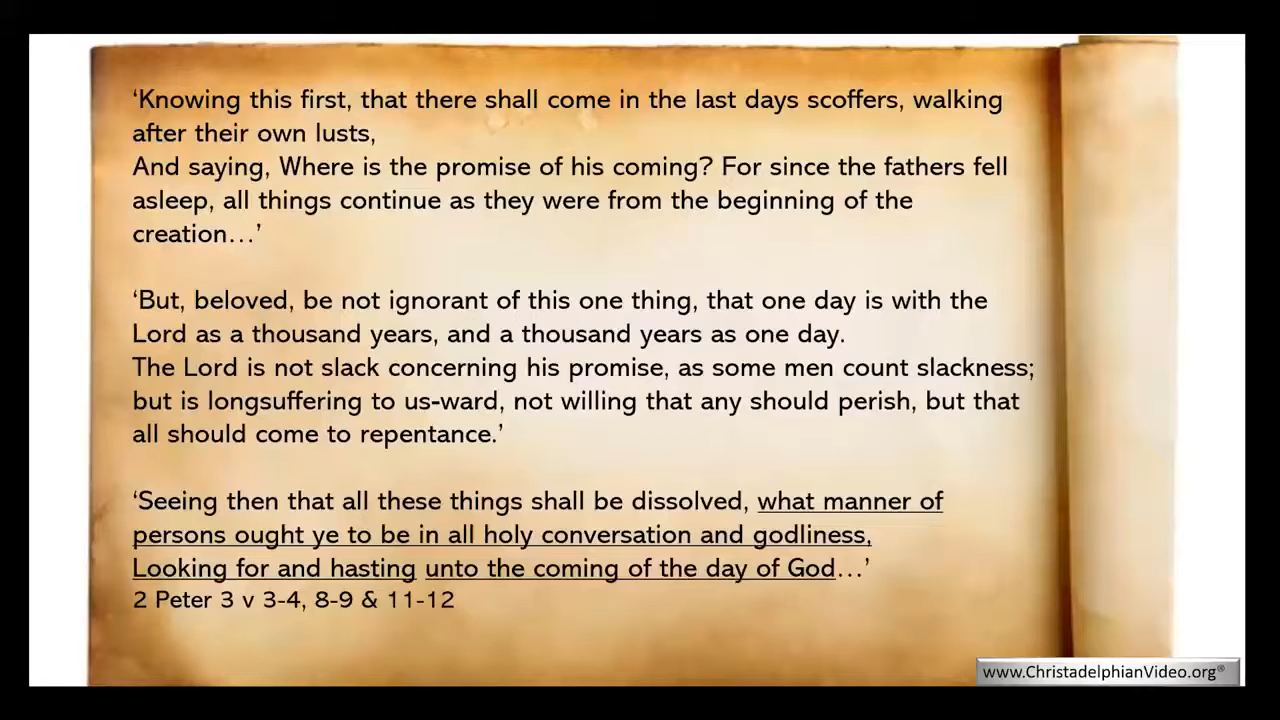 ‘Knowing this first, that there shall come in the last days scoffers, walking
after their own lusts,
And saying, Where is the promise of his coming? For since the fathers fell
asleep, all things continue as they were from the beginning of the
creation…’
‘But, beloved, be not ignorant of this one thing, that one day is with the
Lord as a thousand years, and a thousand years as one day.
The Lord is not slack concerning his promise, as some men count slackness;
but is longsuffering to us-ward, not willing that any should perish, but that
all should come to repentance.’
‘Seeing then that all these things shall be dissolved, what manner of
persons ought ye to be in all holy conversation and godliness,
Looking for and hasting unto the coming of the day of God…’
2 Peter 3 v 3-4, 8-9 & 11-12
www.ChristadelphianVideo.org®